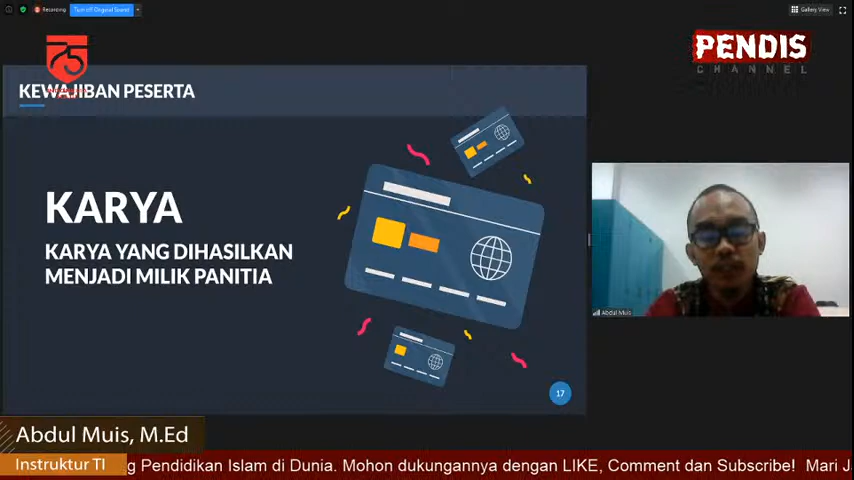 Recording
Turn off Original Sound
Gallery View
75
PENDIS
CHANNEL
KEWAJIBAN PESERTA
KARYA
KARYA YANG DIHASILKAN
MENJADI MILIK PANITIA
17
Abdul Muis
Abdul Muis, M.Ed
Instruktur TI
g Pendidikan Islam di Dunia. Mohon dukungannya dengan LIKE, Comment dan Subscribe! Mari Ja